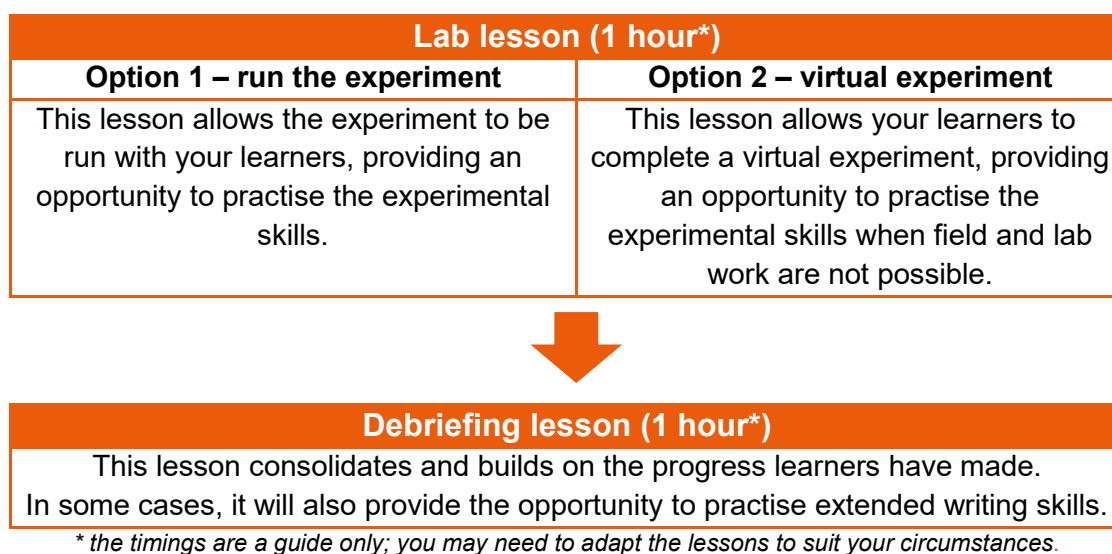 Lab lesson (1 hour*)
Option 1 – run the experiment
This lesson allows the experiment to be
run with your learners, providing an
opportunity to practise the experimental
skills.
Option 2 – virtual experiment
This lesson allows your learners to
complete a virtual experiment, providing
an opportunity to practise the
experimental skills when field and lab
work are not possible.
Debriefing lesson (1 hour*)
This lesson consolidates and builds on the progress learners have made.
In some cases, it will also provide the opportunity to practise extended writing skills.
* the timings are a guide only; you may need to adapt the lessons to suit your circumstances.